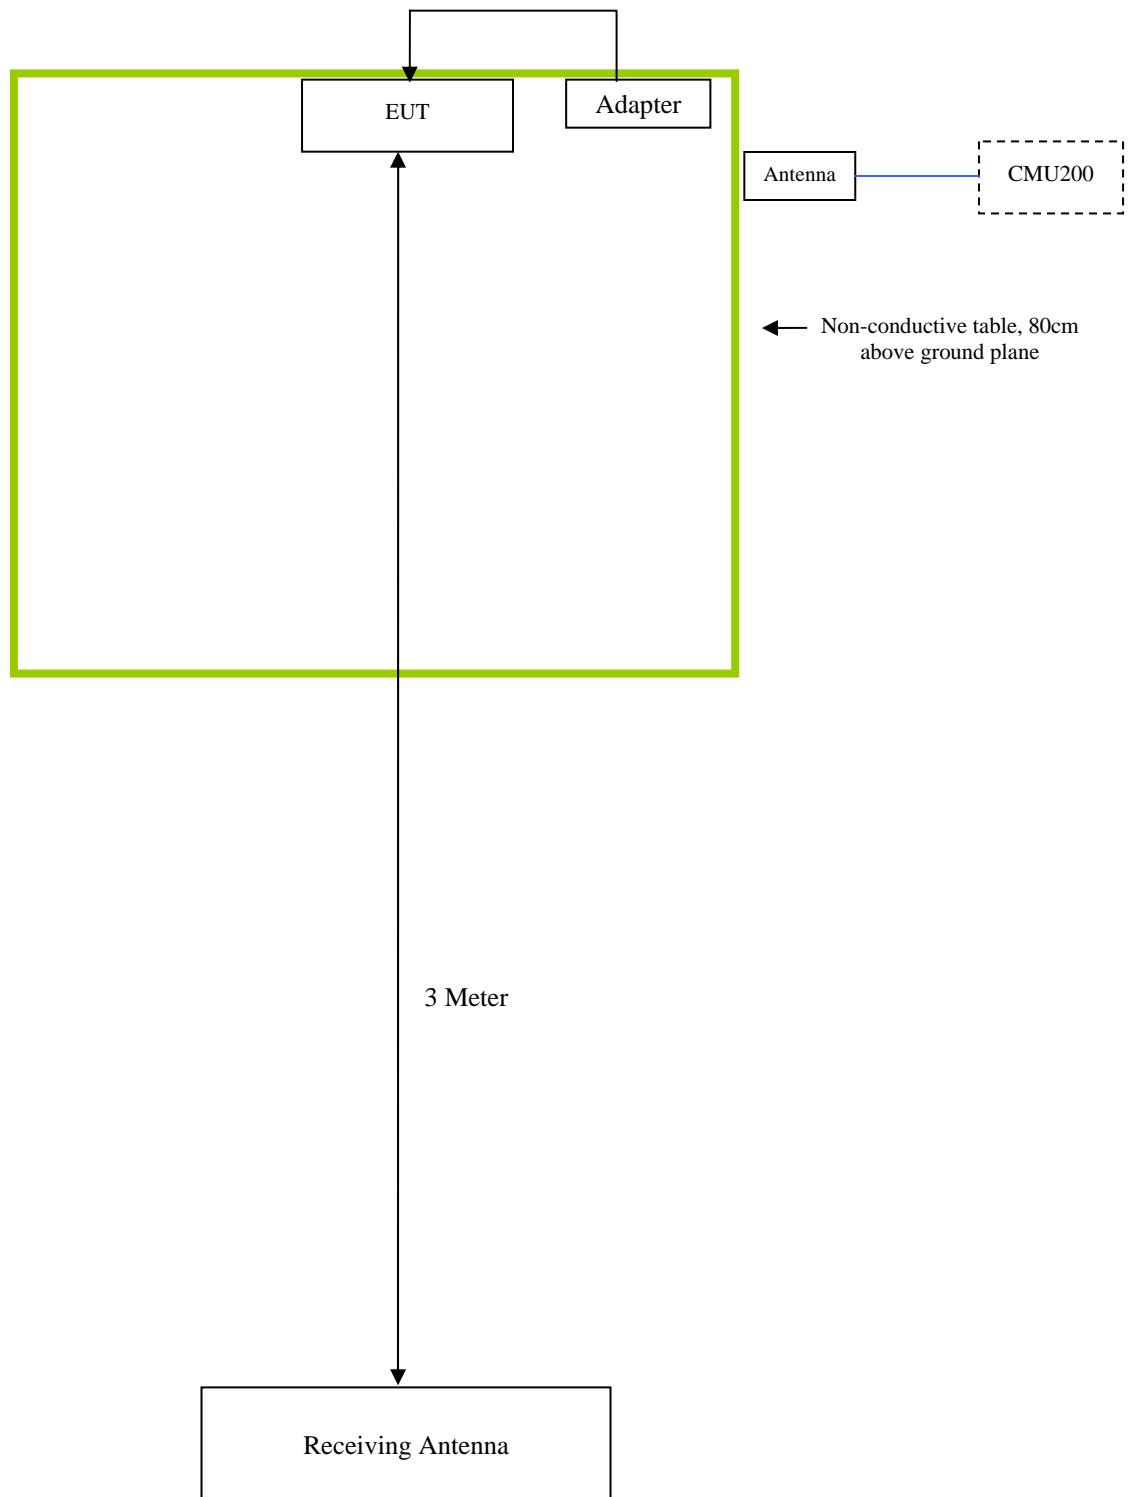 EUT
Adapter
Antenna
CMU200
Non-conductive table, 80cm
above ground plane
3 Meter
Receiving Antenna